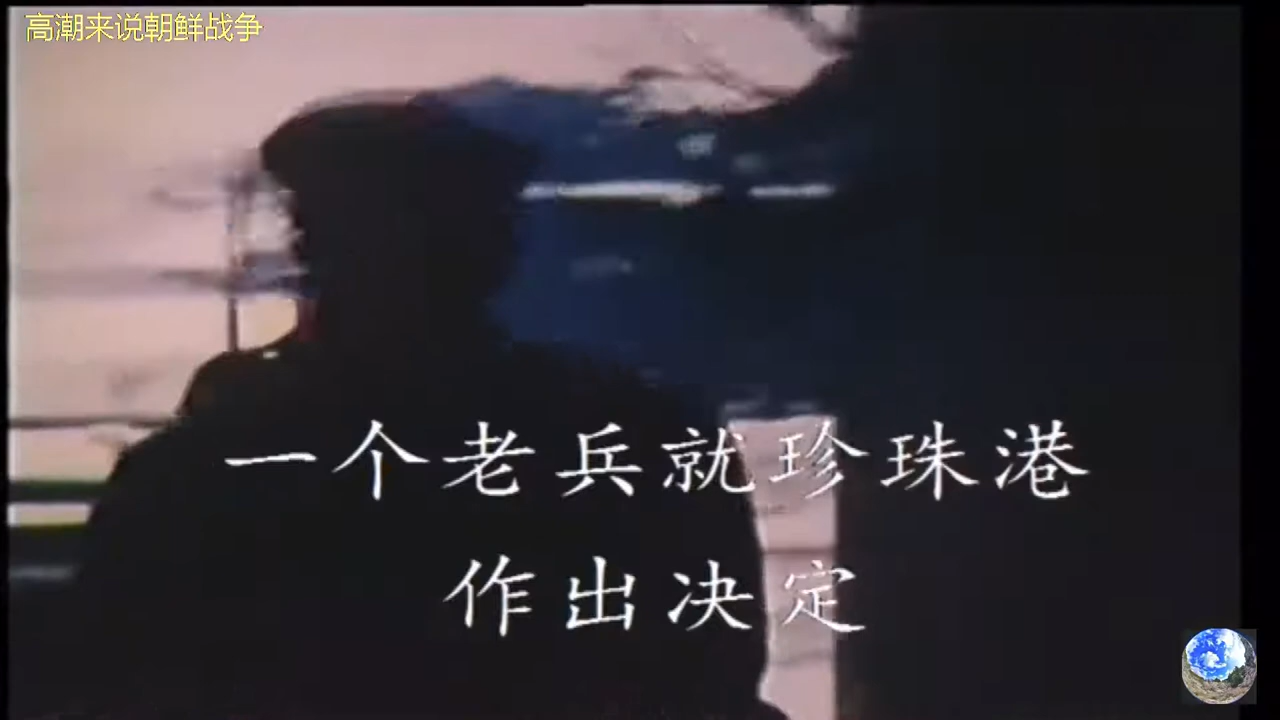 高潮来说朝鲜战争
一个老兵就珍珠港
作出决定